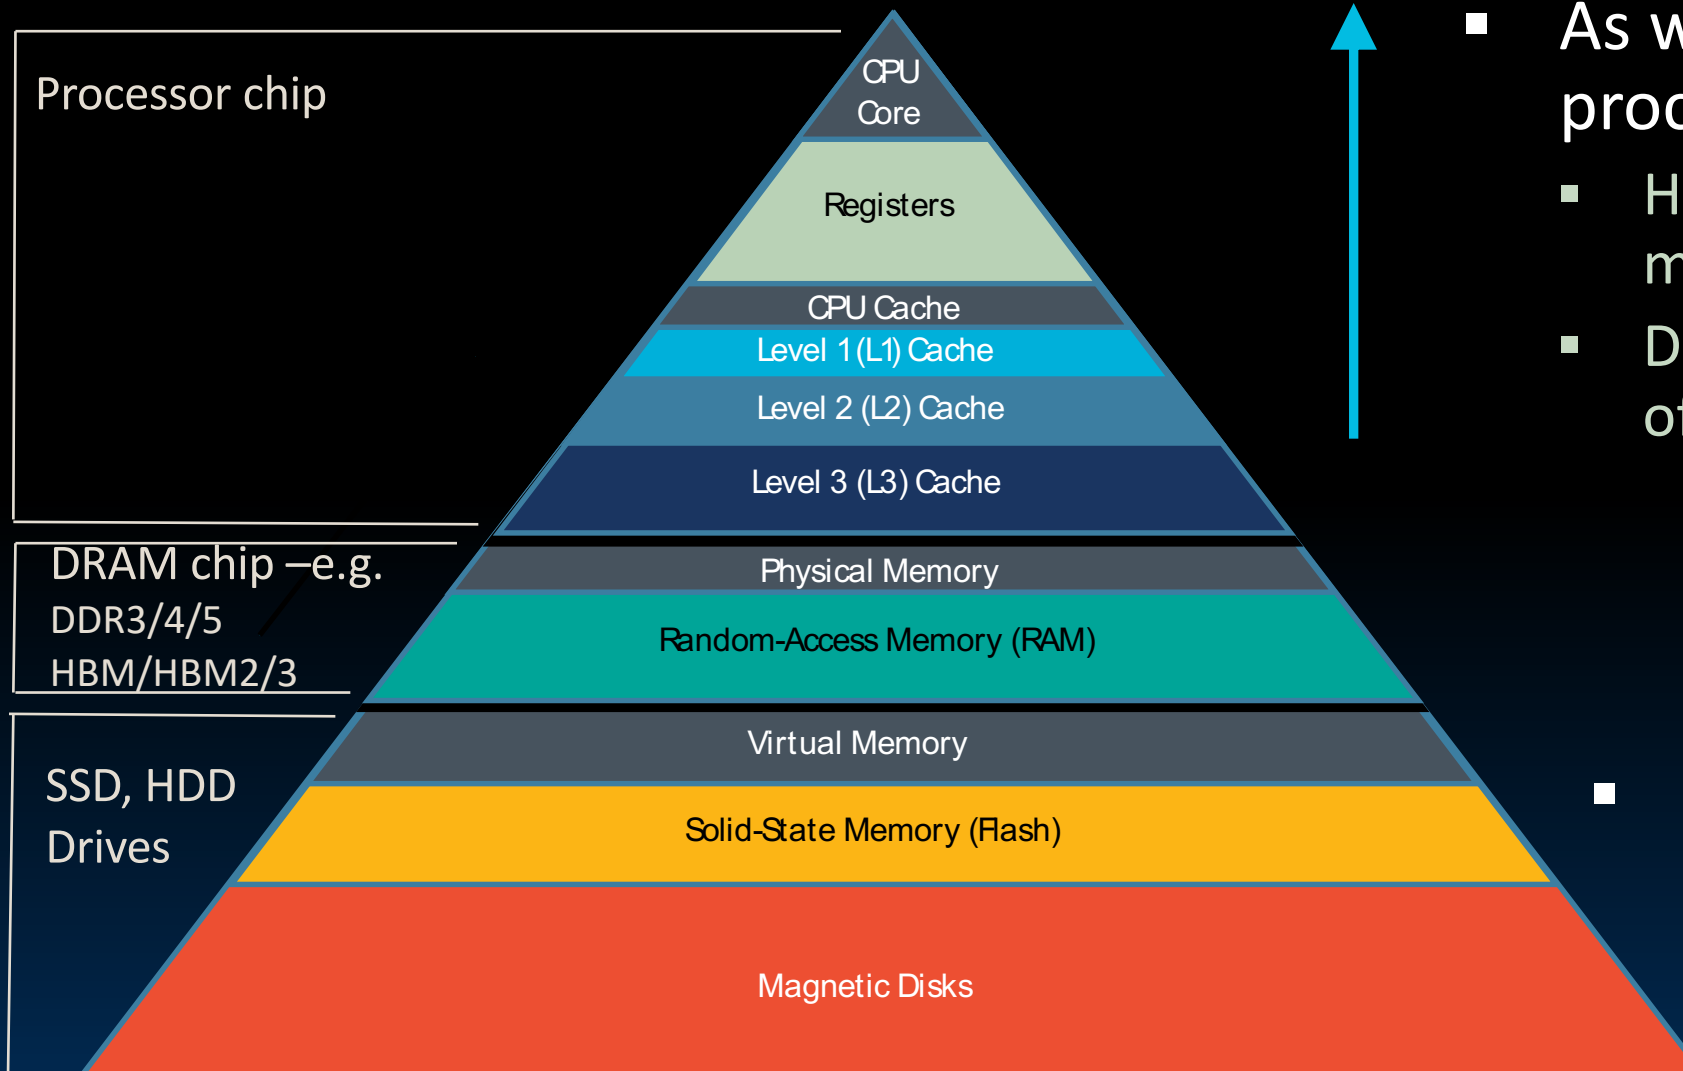 Processor chip
CPU
Core
Registers
CPU Cache
Level 1 (L1) Cache
Level 2 (L2) Cache
Level 3 (L3) Cache
DRAM chip –e.g.
DDR3/4/5
HBM/HBM2/3
Physical Memory
Random-Access Memory (RAM)
SSD, HDD
Drives
Virtual Memory
Solid-State Memory (Flash)
Magnetic Disks
As